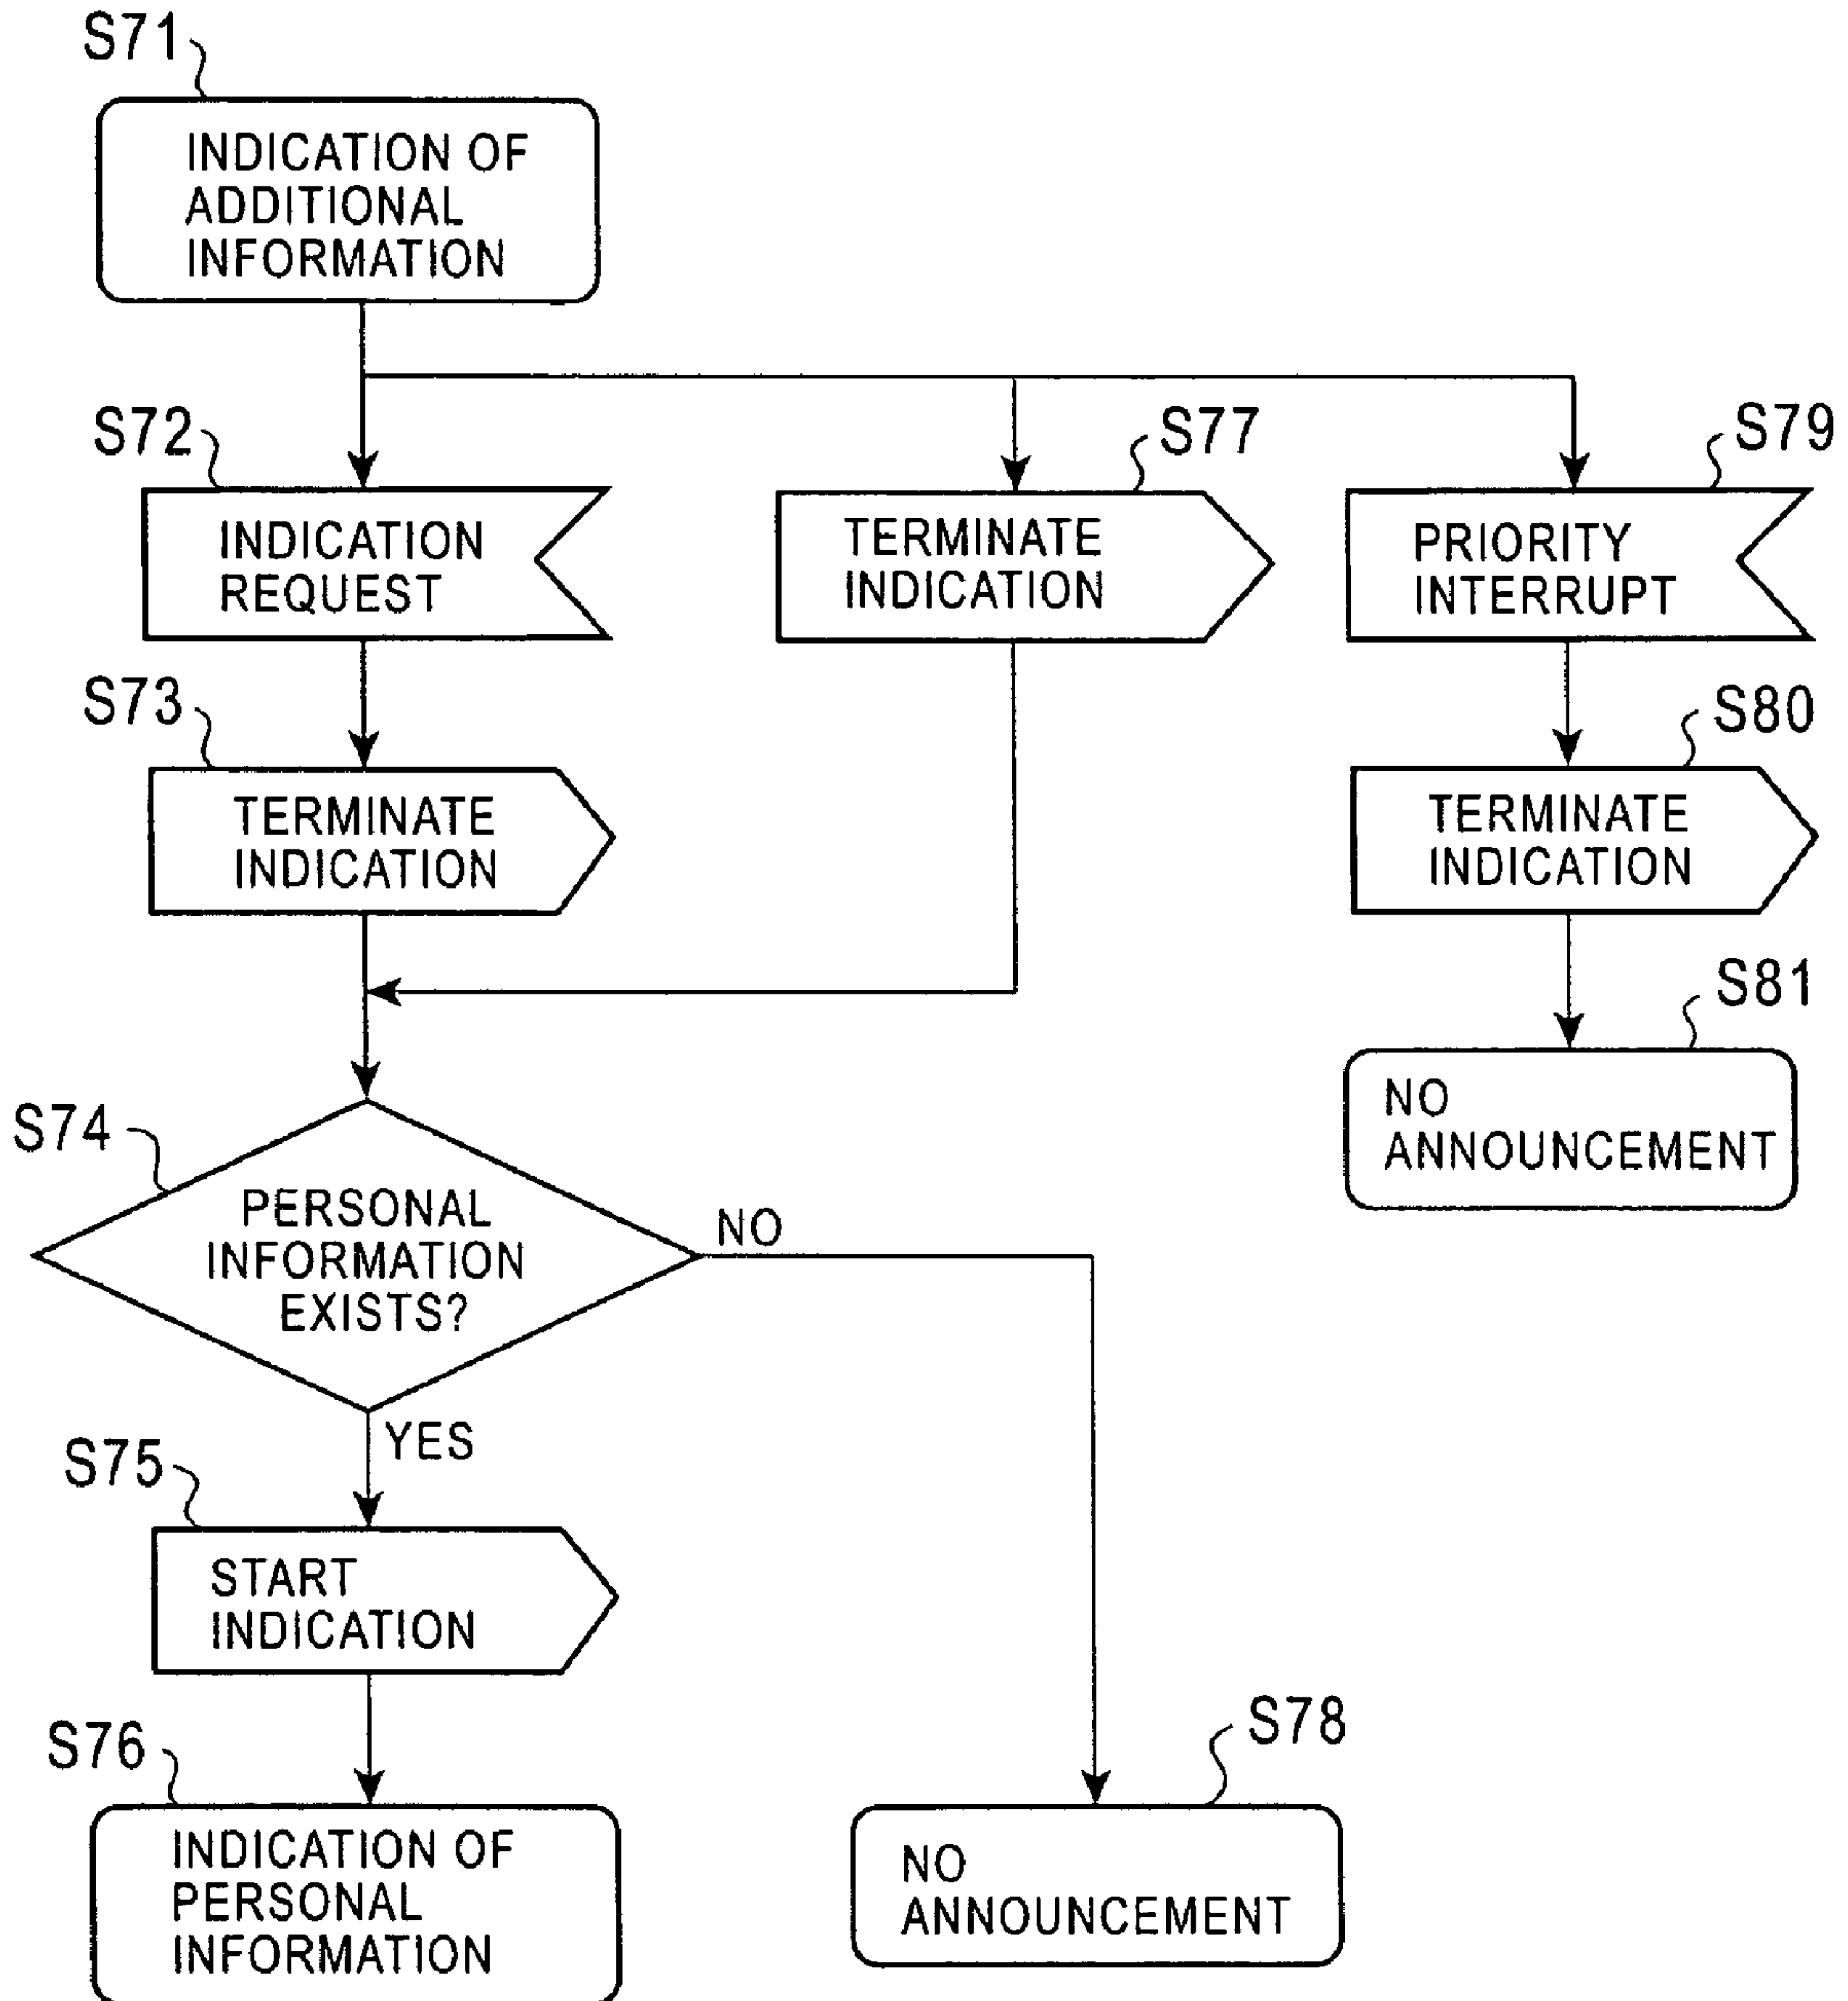 S71
INDICATION OF
ADDITIONAL
INFORMATION
S72
INDICATION
REQUEST
S77
TERMINATE
INDICATION
S79
PRIORITY
INTERRUPT
S73
TERMINATE
INDICATION
S80
TERMINATE
INDICATION
S81
NO
ANNOUNCEMENT
S74
PERSONAL
INFORMATION
EXISTS?
NO
YES
S75
START
INDICATION
S76
INDICATION OF
PERSONAL
INFORMATION
S78
NO
ANNOUNCEMENT